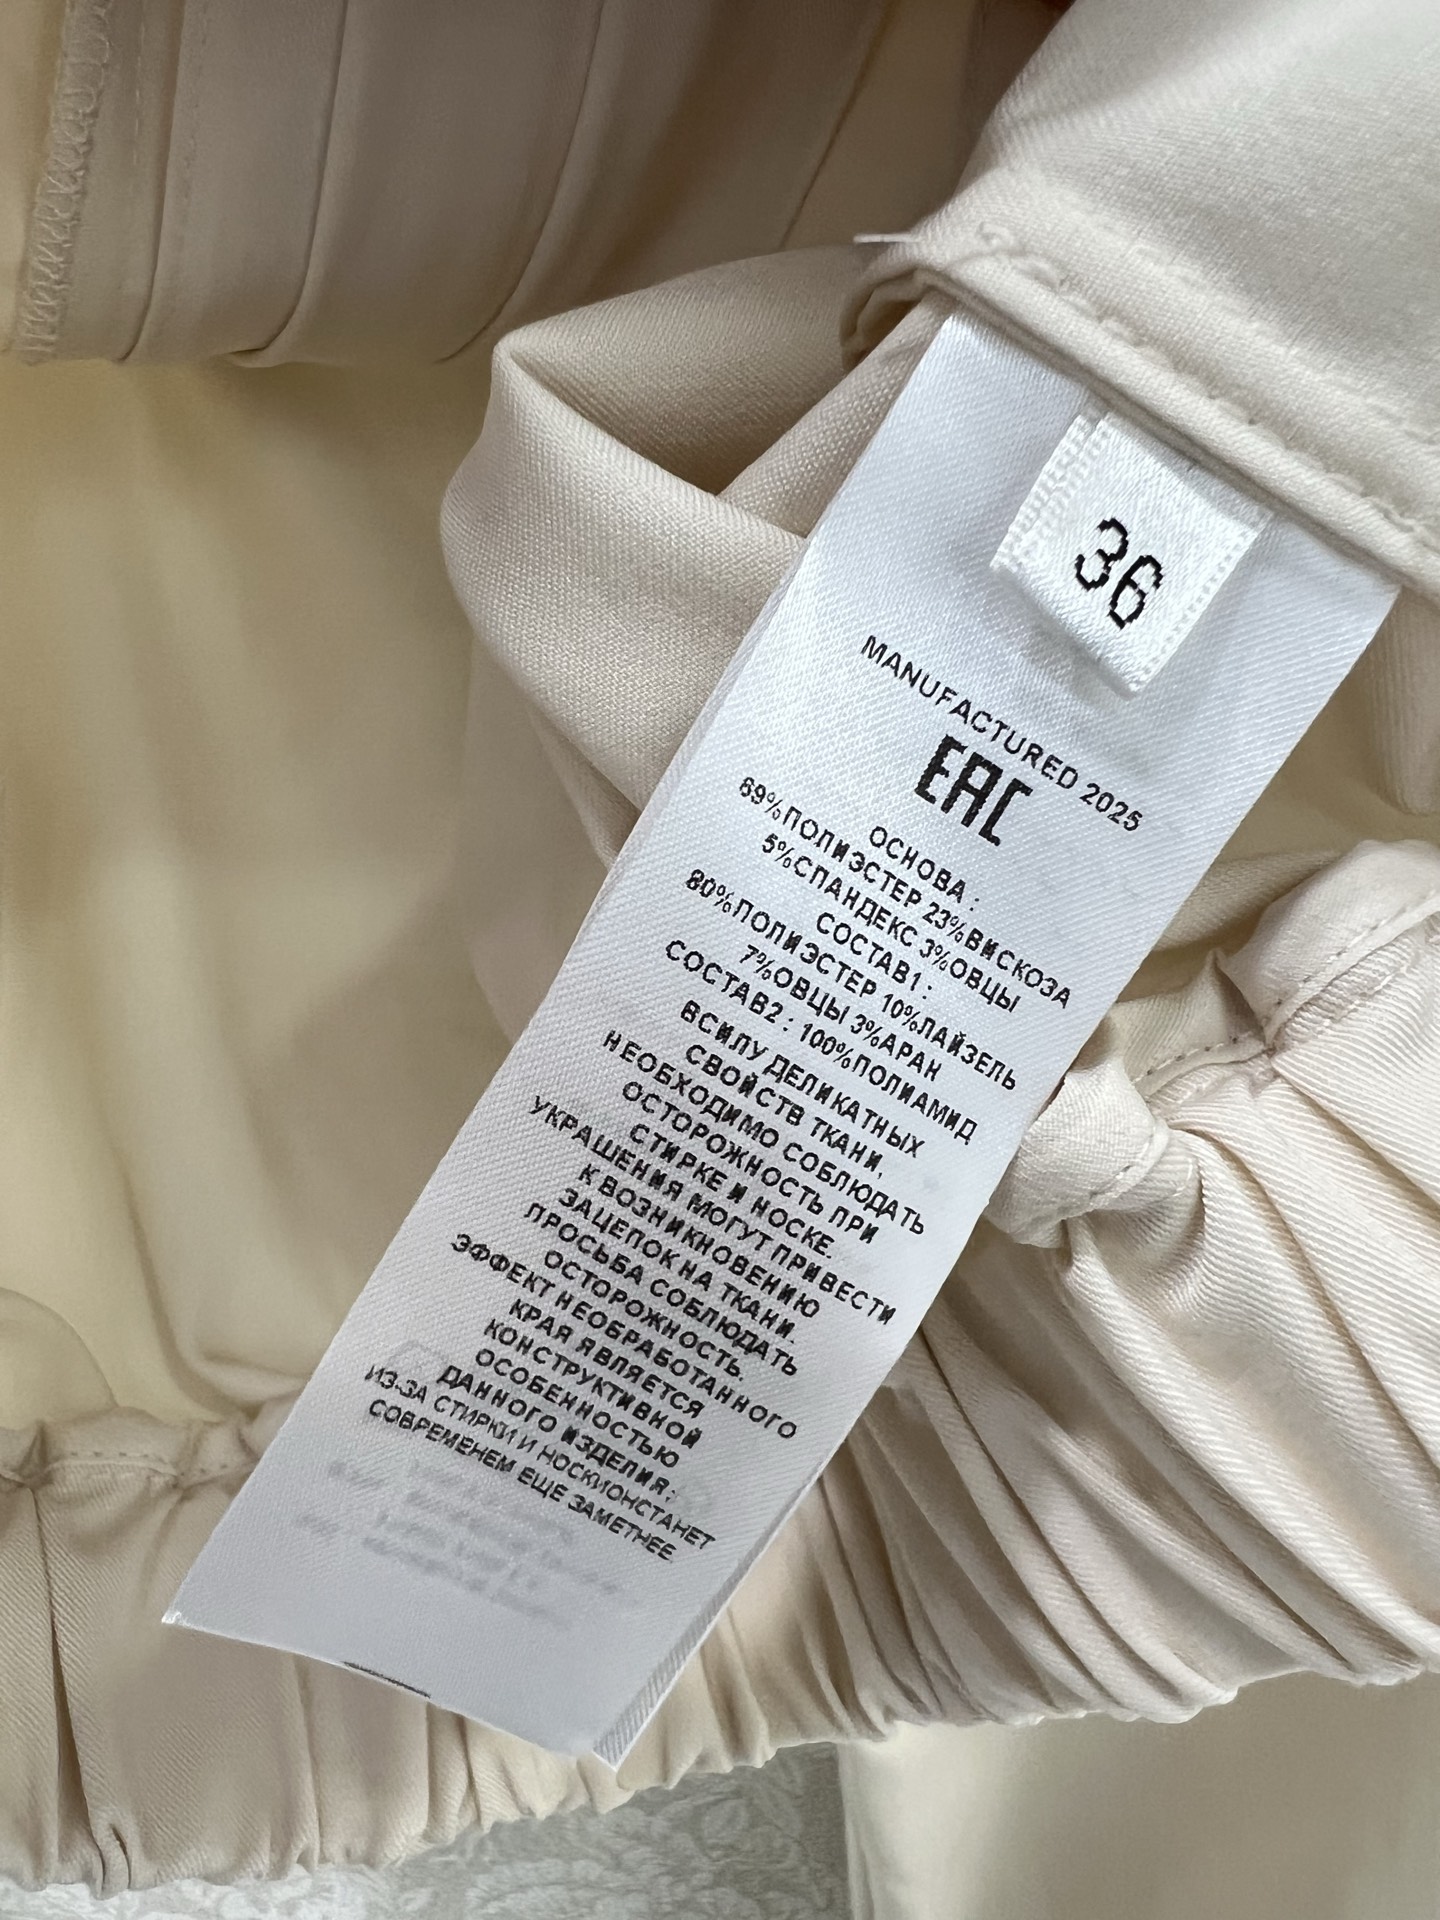 36
MANUFACTURED 2025
EAC
ОСНОВА :
69%ПОЛИЭСТЕР 23%ВИСКОЗА
5%СПАНДЕКС 3%ОВЦЫ
СОСТАВ1 :
80%ПОЛИЭСТЕР 10%ЛАЙЗЕЛЬ
7%ОВЦЫ 3%АРАН
СОСТАВ2 : 100%ПОЛИАМИД
ВСИЛУ ДЕЛИКАТНЫХ
СВОЙСТВ ТКАНИ,
НЕОБХОДИМО СОБЛЮДАТЬ
ОСТОРОЖНОСТЬ ПРИ
СТИРКЕ И НОСКЕ.
УКРАШЕНИЯ МОГУТ ПРИВЕСТИ
К ВОЗНИКНОВЕНИЮ
ЗАЦЕПОК НА ТКАНИ.
ПРОСЬБА СОБЛЮДАТЬ
ОСТОРОЖНОСТЬ.
ЭФФЕКТ НЕОБРАБОТАННОГО
КРАЯ ЯВЛЯЕТСЯ
КОНСТРУКТИВНОЙ
ОСОБЕННОСТЬЮ
ДАННОГО ИЗДЕЛИЯ;
ИЗ-ЗА СТИРКИ И НОСКИОНСТАНЕТ
СОВРЕМЕНЕМ ЕЩЕ ЗАМЕТНЕЕ